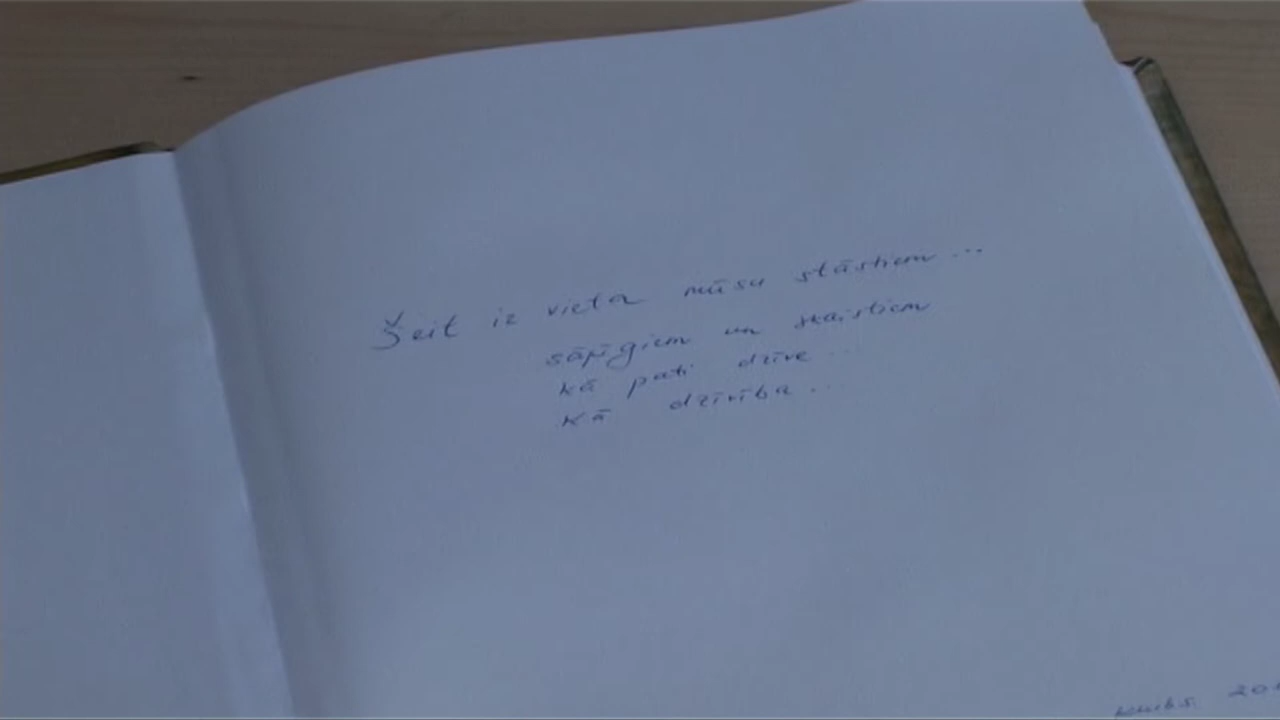 Šeit ir vieta mūsu stāstiem...
sāpīgiem un skaistiem
kā pati dzīve...
kā dzīvība...